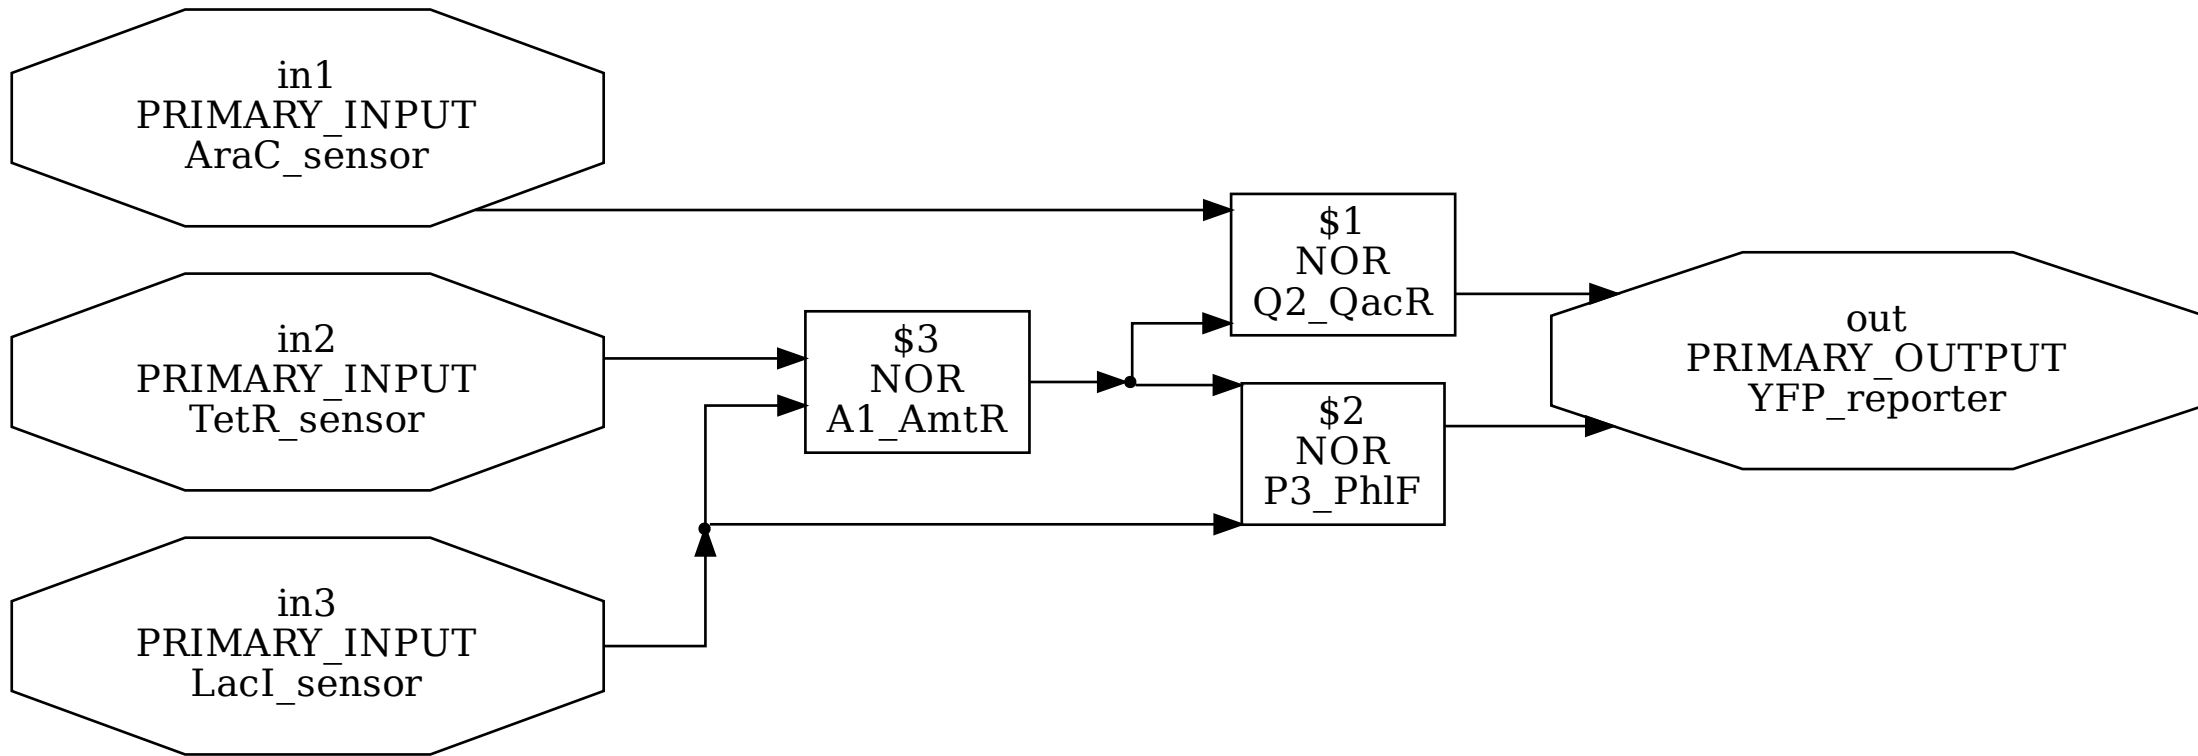 in1
PRIMARY_INPUT
AraC_sensor
in2
PRIMARY_INPUT
TetR_sensor
in3
PRIMARY_INPUT
LacI_sensor
$3
NOR
A1_AmtR
$1
NOR
Q2_QacR
$2
NOR
P3_PhlF
out
PRIMARY_OUTPUT
YFP_reporter